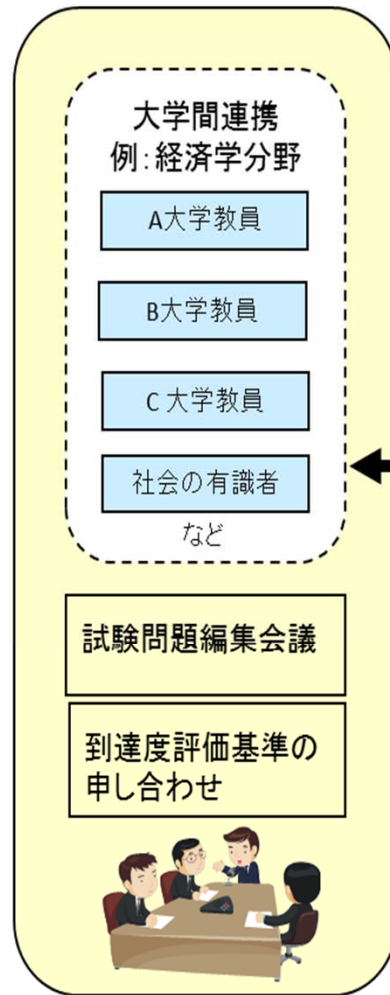 大学間連携
例：経済学分野
A大学教員
B大学教員
C 大学教員
社会の有識者
など
試験問題編集会議
到達度評価基準の
申し合わせ